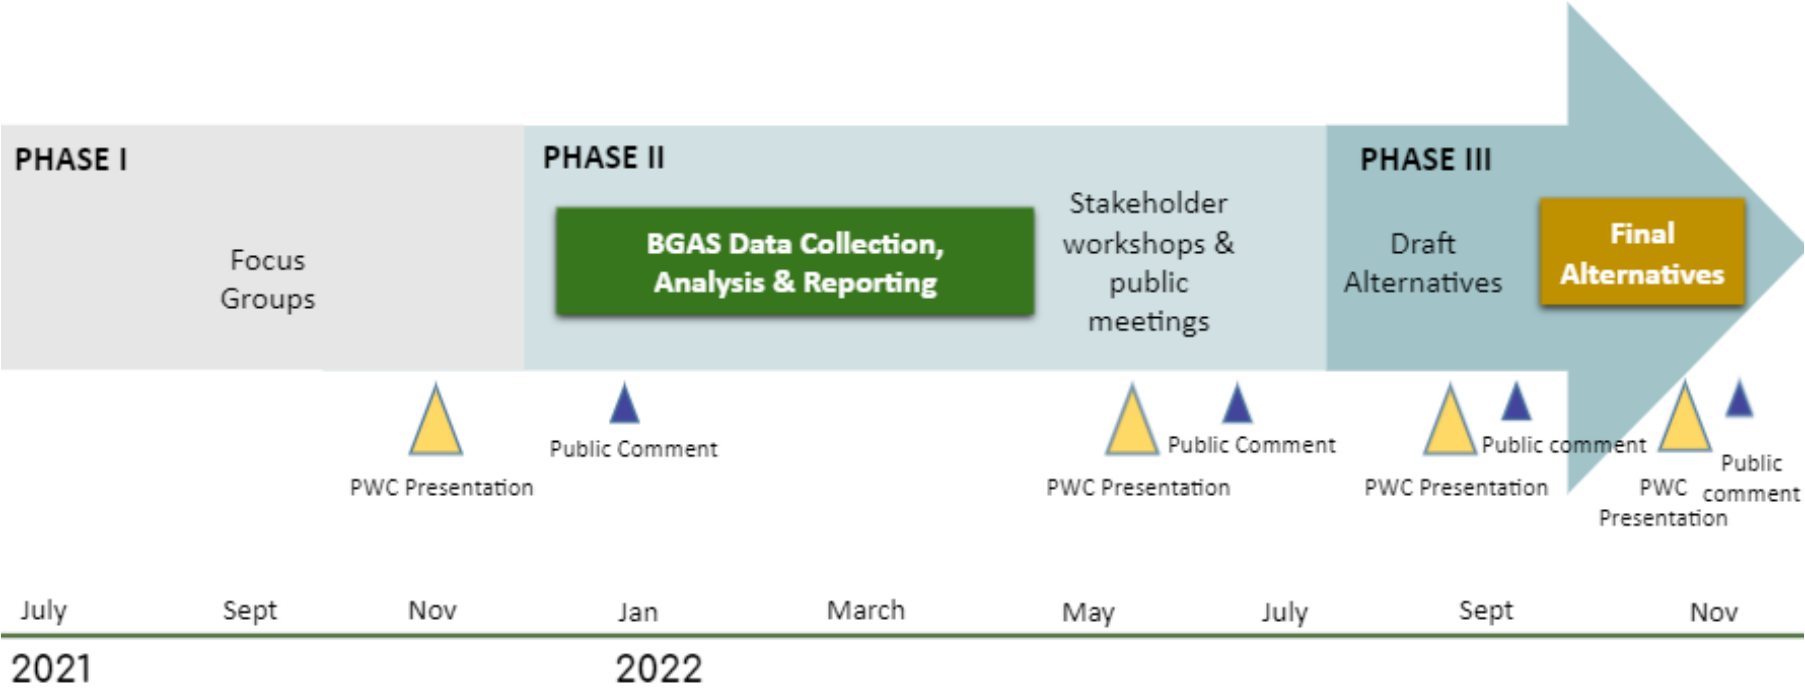 PHASE I
Focus
Groups
PHASE II
BGAS Data Collection,
Analysis & Reporting
Stakeholder
workshops &
public
meetings
PHASE III
Draft
Alternatives
Final
Alternatives
PWC Presentation
Public Comment
PWC Presentation
Public Comment
PWC Presentation
Public comment
PWC
Presentation
Public
comment
July
Sept
Nov
Jan
March
May
July
Sept
Nov
2021
2022